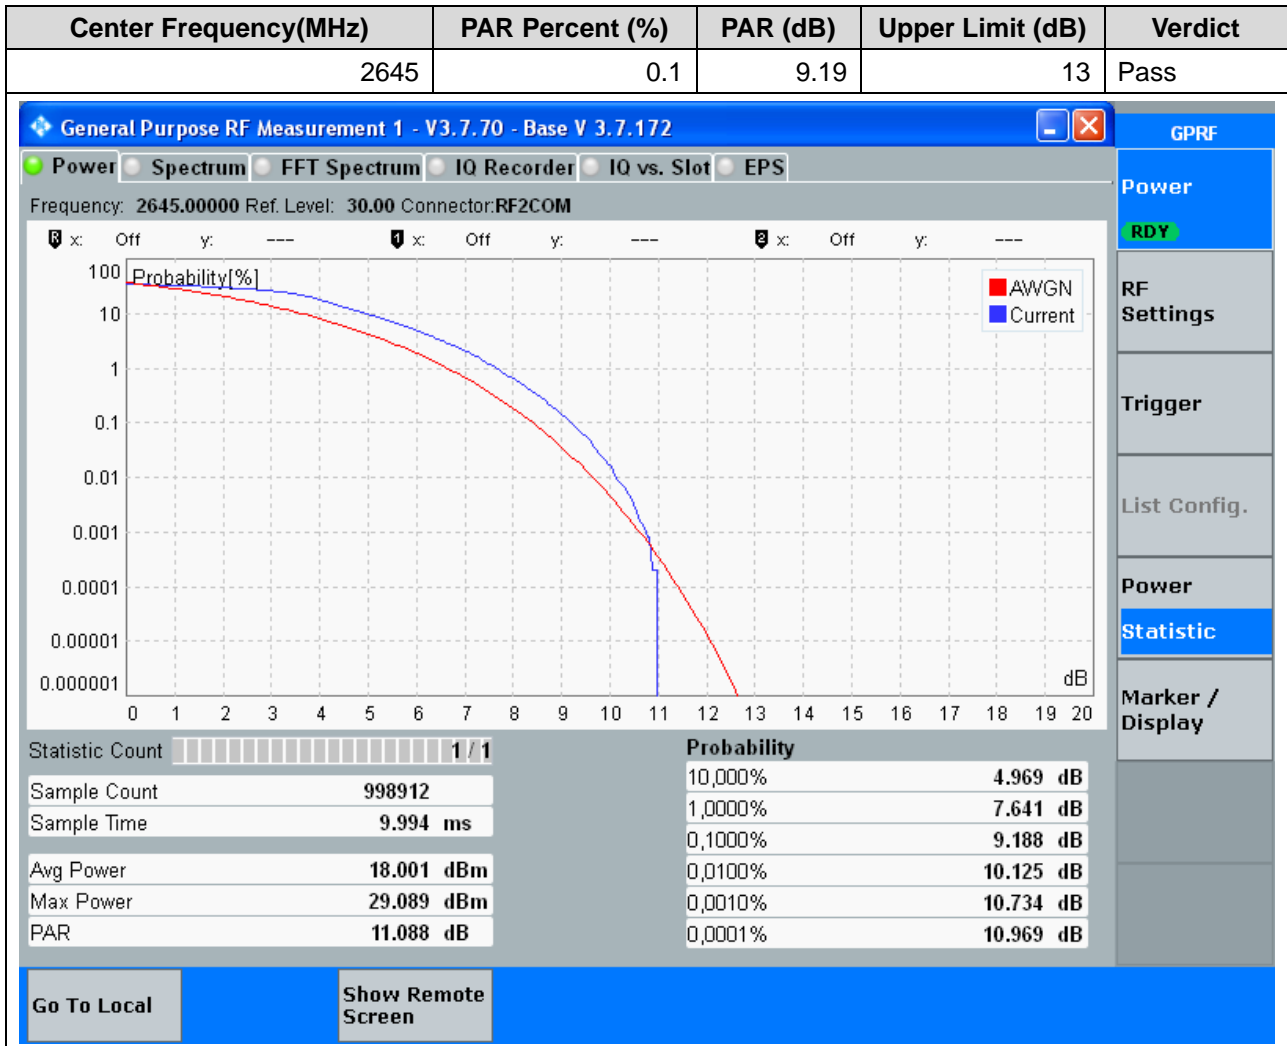 Center Frequency(MHz) PAR Percent (%) PAR (dB) Upper Limit (dB) Verdict
2645 0.1 9.19 13 Pass
General Purpose RF Measurement 1 - V3.7.70 - Base V 3.7.172
GPRF
Power Spectrum FFT Spectrum IQ Recorder IQ vs. Slot EPS
Power
RDY
Frequency: 2645.00000 Ref. Level: 30.00 Connector:RF2COM
R x: Off y: --- 1 x: Off y: --- 2 x: Off y: ---
Probability[%]
100
10
1
0.1
0.01
0.001
0.0001
0.00001
0.000001
AWGN
Current
dB
0 1 2 3 4 5 6 7 8 9 10 11 12 13 14 15 16 17 18 19 20
RF
Settings
Trigger
List Config.
Power
Statistic
Marker /
Display
Statistic Count 1 / 1
Sample Count 998912
Sample Time 9.994 ms
Avg Power 18.001 dBm
Max Power 29.089 dBm
PAR 11.088 dB
Probability
10,000% 4.969 dB
1,0000% 7.641 dB
0,1000% 9.188 dB
0,0100% 10.125 dB
0,0010% 10.734 dB
0,0001% 10.969 dB
Go To Local
Show Remote
Screen